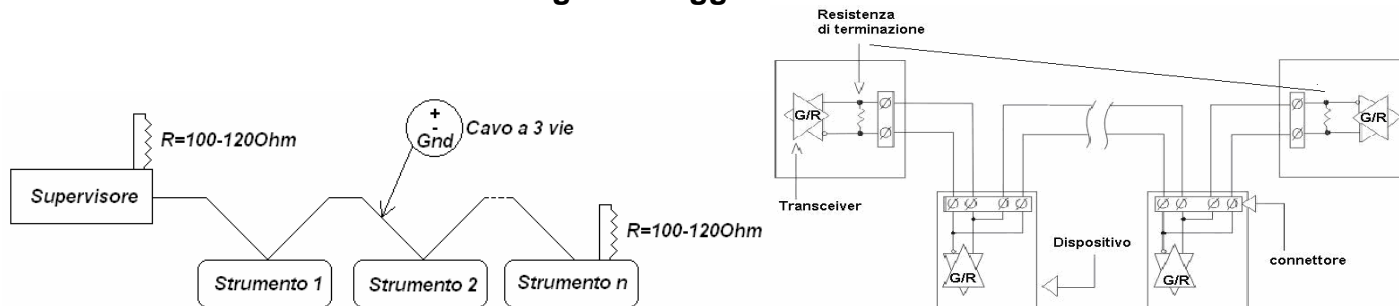 R=100-120Ohm
+
-
Gnd
Cavo a 3 vie
Supervisore
R=100-120Ohm
Strumento 1
Strumento 2
Strumento n
Resistenza
di terminazione
G/R
G/R
Transceiver
Dispositivo
connettore
G/R
G/R